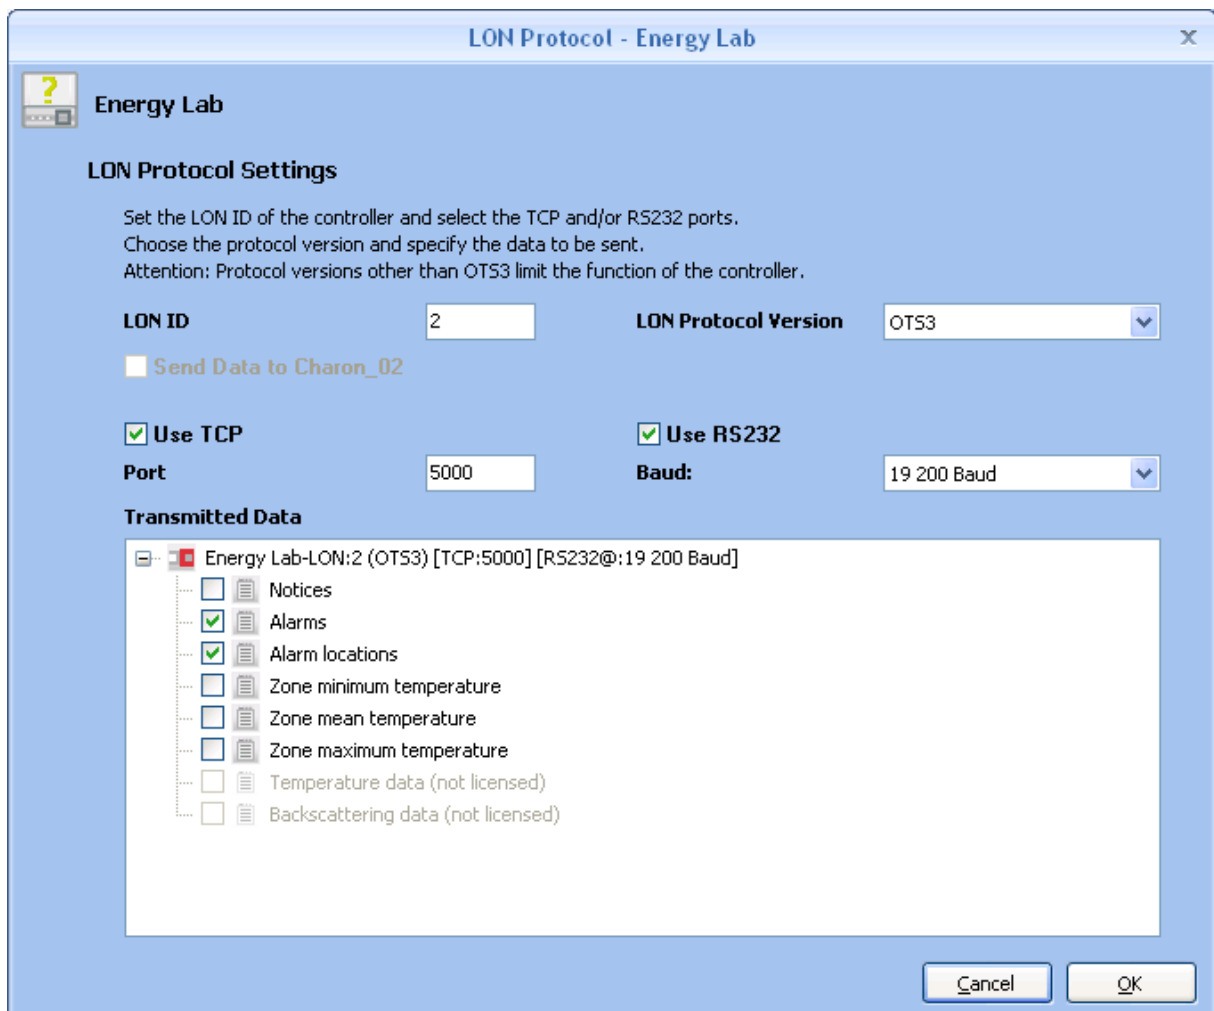 LON Protocol - Energy Lab
Energy Lab
LON Protocol Settings
Set the LON ID of the controller and select the TCP and/or RS232 ports.
Choose the protocol version and specify the data to be sent.
Attention: Protocol versions other than OTS3 limit the function of the controller.
LON ID 2 LON Protocol Version OTS3
Send Data to Charon_02
Use TCP Use RS232
Port 5000 Baud: 19 200 Baud
Transmitted Data
Energy Lab-LON:2 (OTS3) [TCP:5000] [RS232@:19 200 Baud]
Notices
Alarms
Alarm locations
Zone minimum temperature
Zone mean temperature
Zone maximum temperature
Temperature data (not licensed)
Backscattering data (not licensed)
Cancel OK